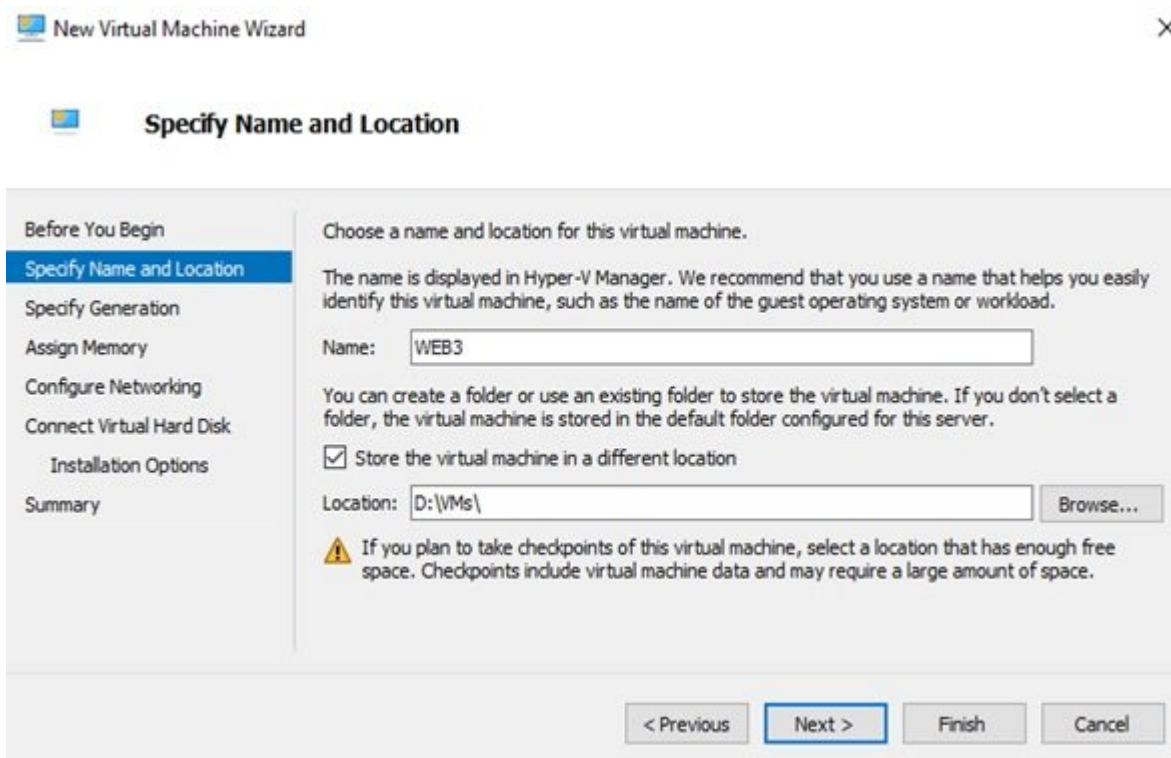 New Virtual Machine Wizard
Specify Name and Location
Before You Begin
Specify Name and Location
Specify Generation
Assign Memory
Configure Networking
Connect Virtual Hard Disk
Installation Options
Summary
Choose a name and location for this virtual machine.
The name is displayed in Hyper-V Manager. We recommend that you use a name that helps you easily
identify this virtual machine, such as the name of the guest operating system or workload.
Name: WEB3
You can create a folder or use an existing folder to store the virtual machine. If you don't select a
folder, the virtual machine is stored in the default folder configured for this server.
Store the virtual machine in a different location
Location: D:\VMs\ Browse...
If you plan to take checkpoints of this virtual machine, select a location that has enough free
space. Checkpoints include virtual machine data and may require a large amount of space.
< Previous Next > Finish Cancel